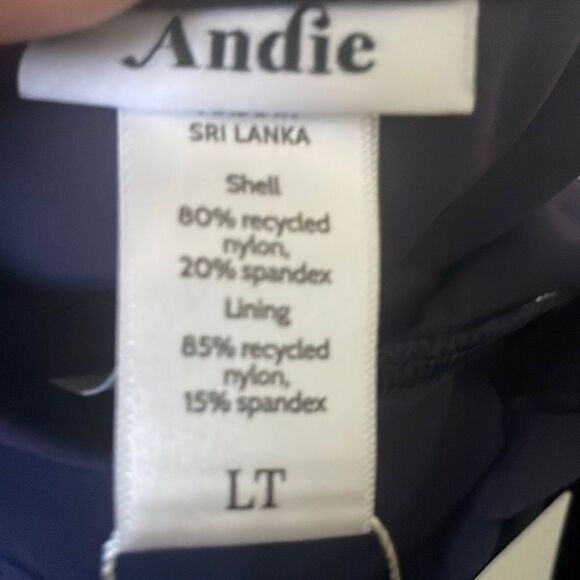 Andie
SRI LANKA
Shell
80% recycled
nylon,
20% spandex
Lining
85% recycled
nylon,
15% spandex
LT